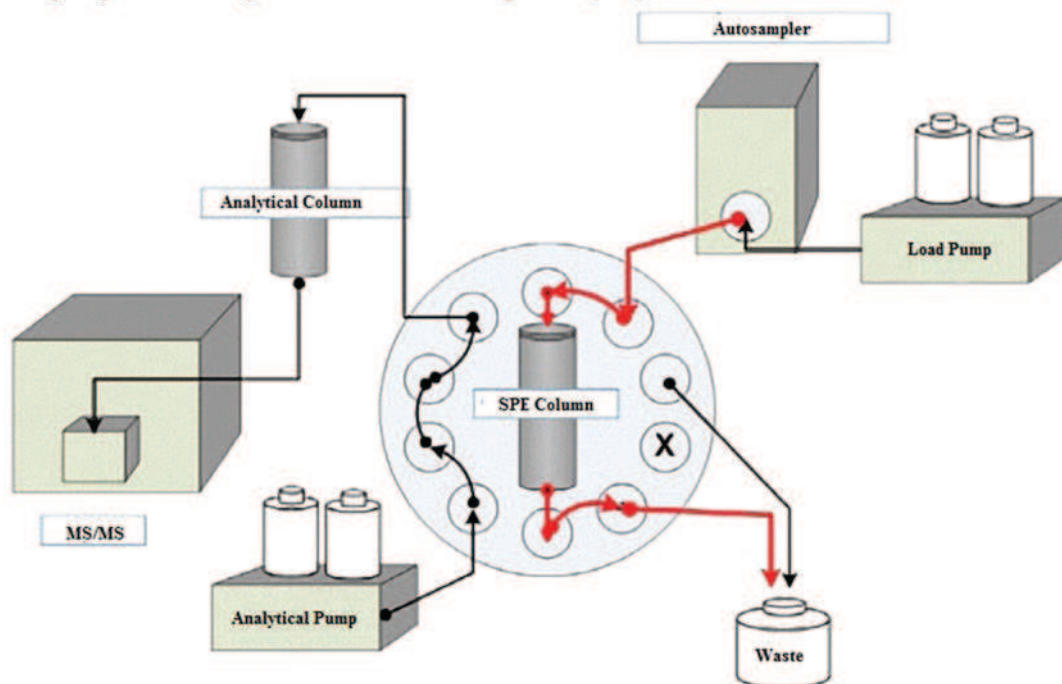 Autosampler
Analytical Column
Load Pump
SPE Column
X
MS/MS
Analytical Pump
Waste